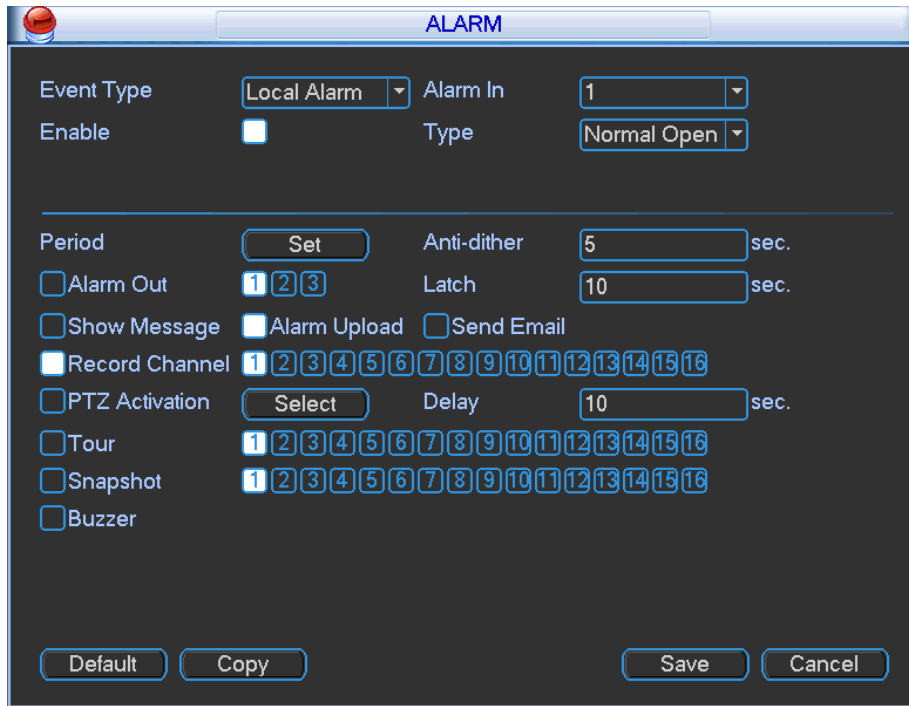 ALARM
Event Type Local Alarm Alarm In 1
Enable Type Normal Open
Period Set Anti-dither 5 sec.
Alarm Out 1 2 3 Latch 10 sec.
Show Message Alarm Upload Send Email
Record Channel 1 2 3 4 5 6 7 8 9 10 11 12 13 14 15 16
PTZ Activation Select Delay 10 sec.
Tour 1 2 3 4 5 6 7 8 9 10 11 12 13 14 15 16
Snapshot 1 2 3 4 5 6 7 8 9 10 11 12 13 14 15 16
Buzzer
Default Copy Save Cancel